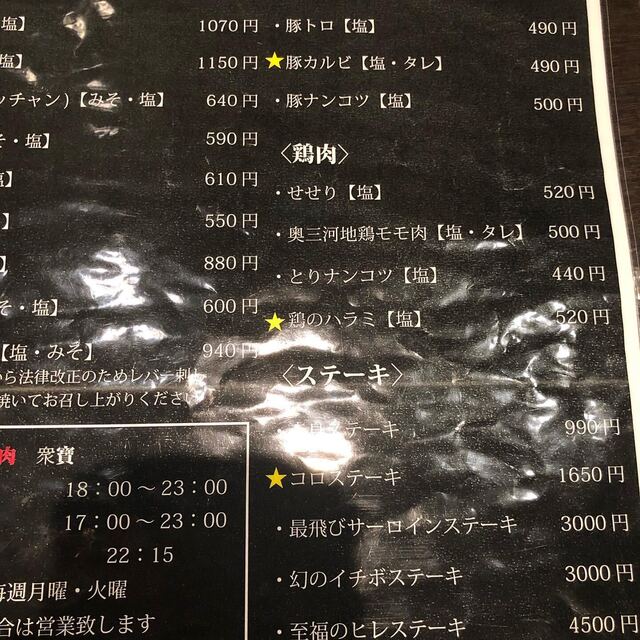 塩】 1070円
塩】 1150円
ッチャン)【みそ・塩】 640円
そ・塩】 590円
塩】 610円
】 550円
】 880円
そ・塩】 600円
【塩・みそ】 940円
から法律改正のためレバー刺し
焼いてお召し上がりください
肉 衆寶
18：00～23：00
17：00～23：00
22：15
毎週月曜・火曜
合は営業致します
・豚トロ【塩】 490円
★豚カルビ【塩・タレ】 490円
・豚ナンコツ【塩】 500円
〈鶏肉〉
・せせり【塩】 520円
・奥三河地鶏モモ肉【塩・タレ】 500円
・とりナンコツ【塩】 440円
★鶏のハラミ【塩】 520円
〈ステーキ〉
ステーキ 990円
★コロステーキ 1650円
・最飛びサーロインステーキ 3000円
・幻のイチボステーキ 3000円
・至福のヒレステーキ 4500円